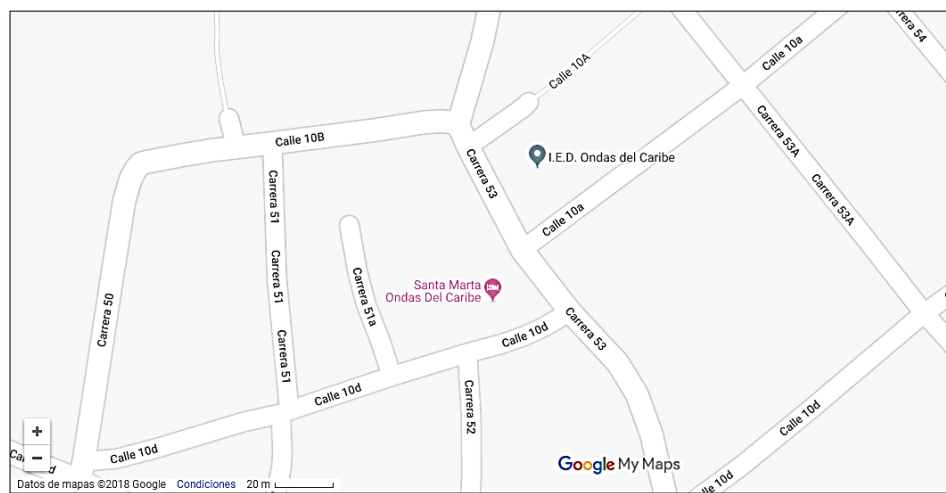 Carrera 54
Calle 10a
Calle 10A
Carrera 53A
Calle 10B
I.E.D. Ondas del Caribe
Carrera 53
Carrera 51
Carrera 53A
Calle 10a
Carrera 51
Santa Marta
Ondas Del Caribe
Carrera 51a
Carrera 50
Carrera 53
Calle 10d
Carrera 51
Calle 10d
Carrera 52
Calle 10d
Calle 10d
+
−
Google My Maps
Calle 10d
Datos de mapas ©2018 Google Condiciones 20 m